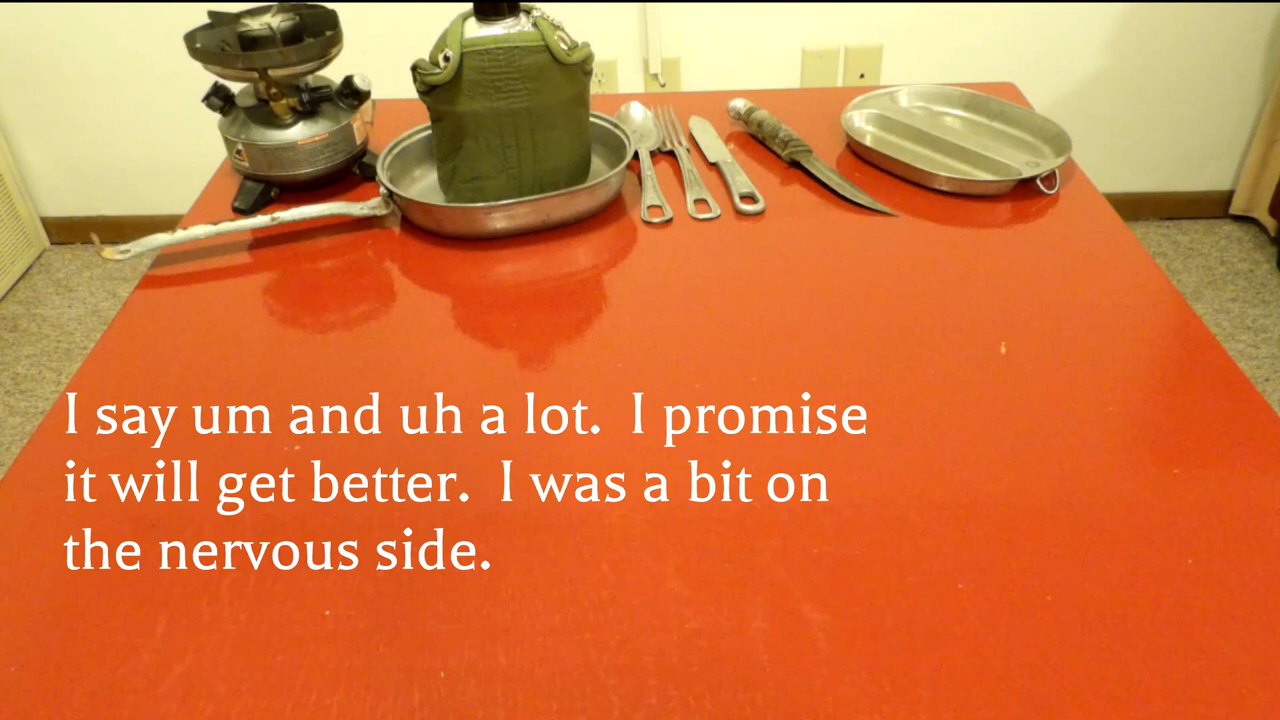 I say um and uh a lot.  I promise
it will get better.  I was a bit on
the nervous side.